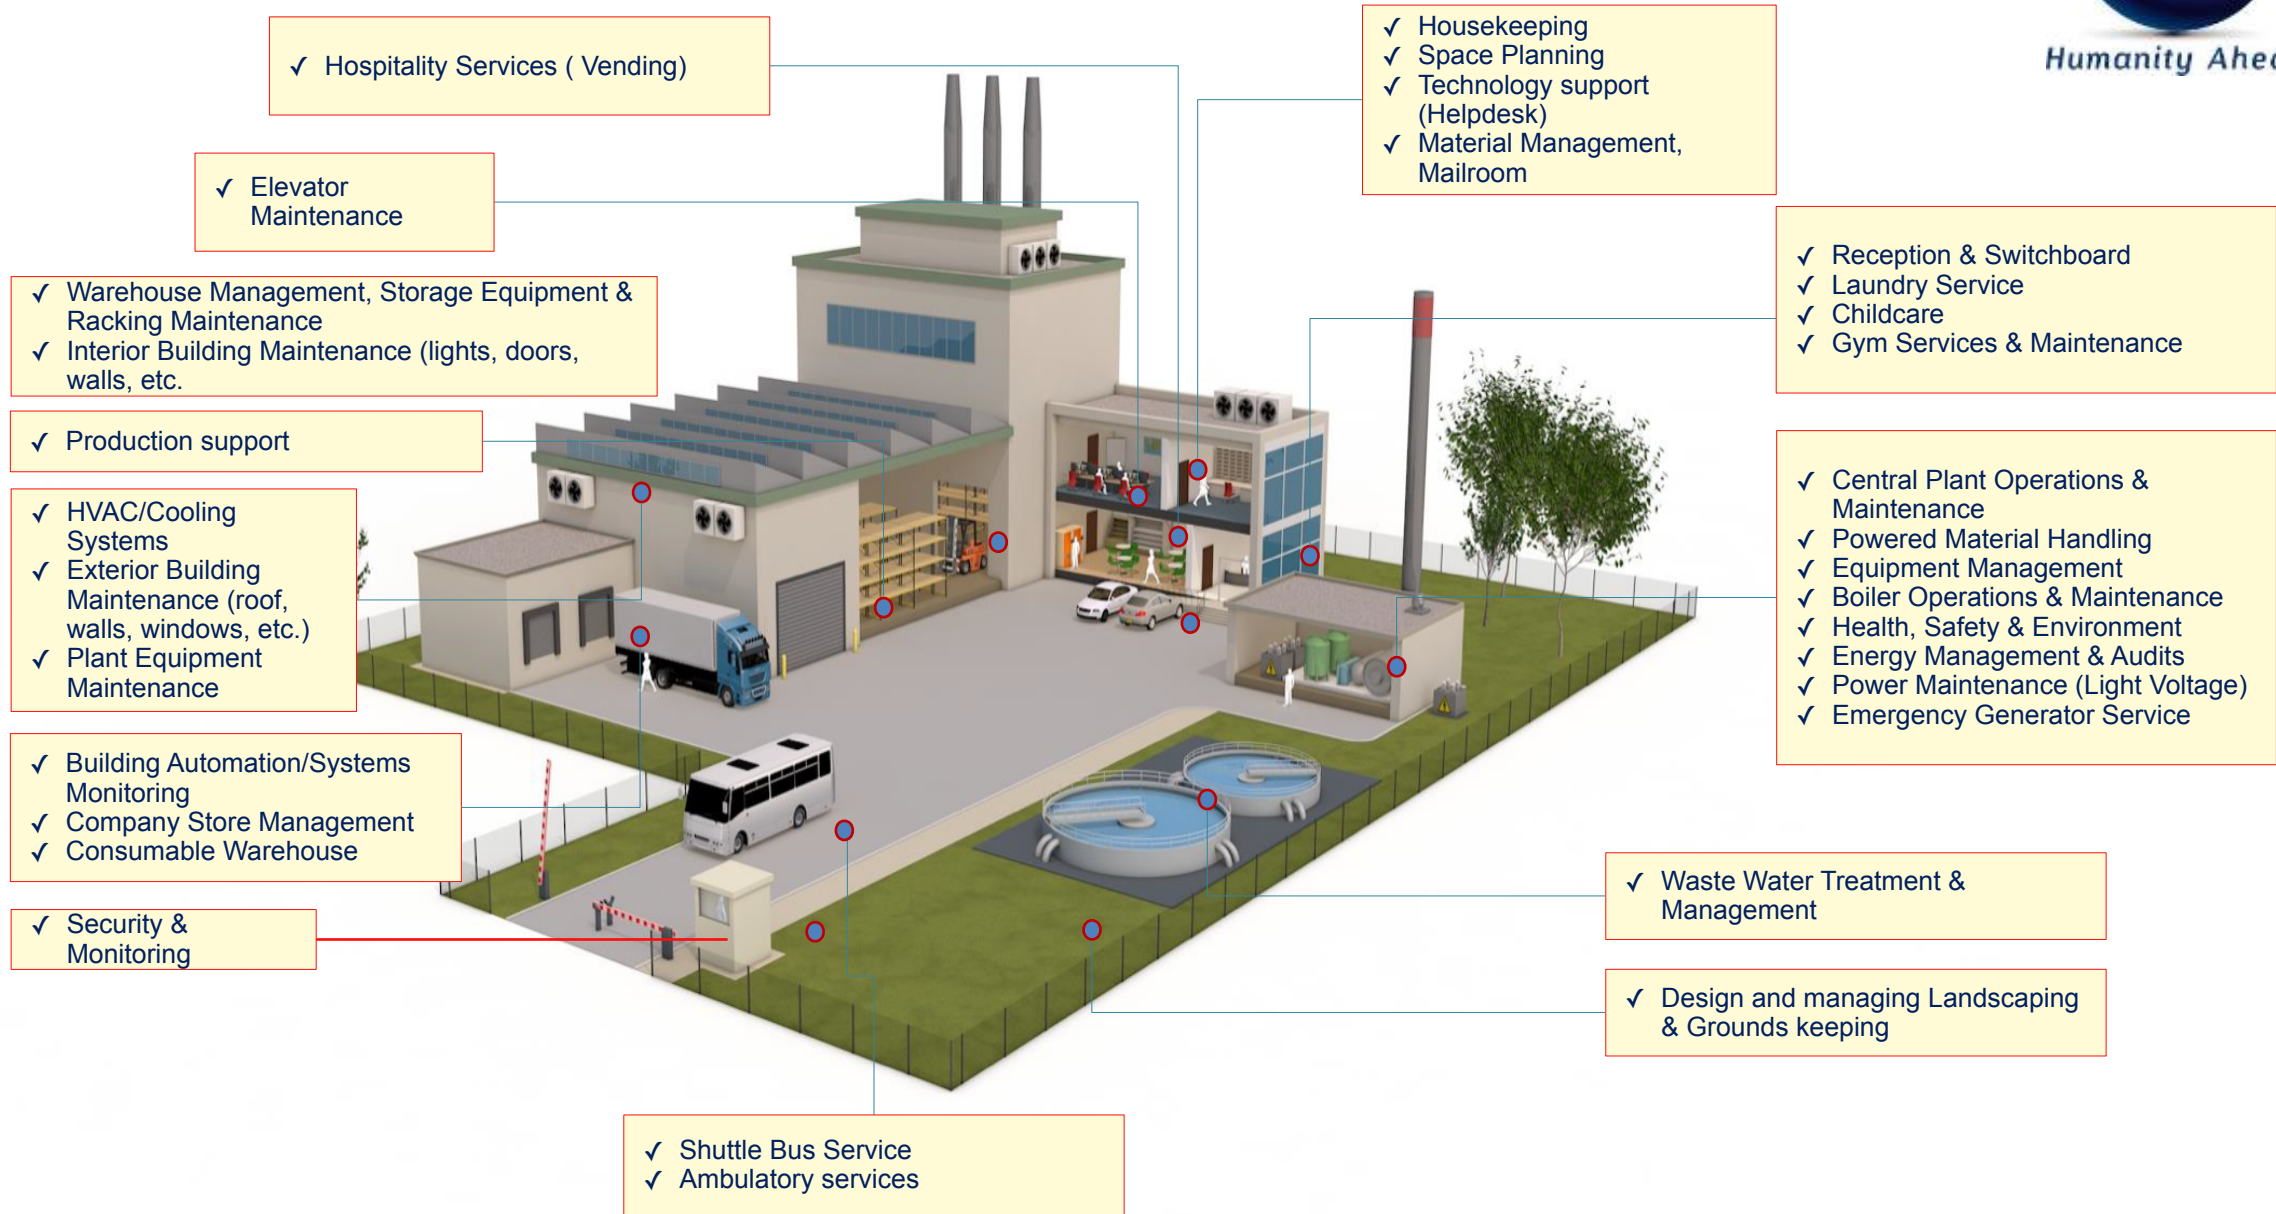 Humanity
✓ Hospitality Services ( Vending)
✓ Housekeeping
✓ Space Planning
✓ Technology support
(Helpdesk)
✓ Material Management,
Mailroom
✓ Elevator
Maintenance
✓ Reception & Switchboard
✓ Laundry Service
✓ Childcare
✓ Gym Services & Maintenance
✓ Warehouse Management, Storage Equipment &
Racking Maintenance
✓ Interior Building Maintenance (lights, doors,
walls, etc.
✓ Production support
✓ HVAC/Cooling
Systems
✓ Exterior Building
Maintenance (roof,
walls, windows, etc.)
✓ Plant Equipment
Maintenance
✓ Central Plant Operations &
Maintenance
✓ Powered Material Handling
✓ Equipment Management
✓ Boiler Operations & Maintenance
✓ Health, Safety & Environment
✓ Energy Management & Audits
✓ Power Maintenance (Light Voltage)
✓ Emergency Generator Service
✓ Building Automation/Systems
Monitoring
✓ Company Store Management
✓ Consumable Warehouse
✓ Security &
Monitoring
✓ Waste Water Treatment &
Management
✓ Design and managing Landscaping
& Grounds keeping
✓ Shuttle Bus Service
✓ Ambulatory services